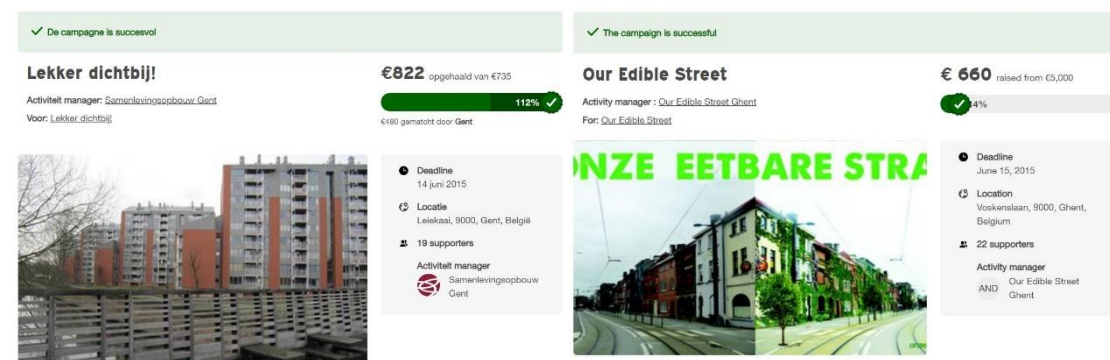 De campagne is succesvol
Lekker dichtbij!
Activiteit manager: Samenlevingsopbouw Gent
Voor: Lekker dichtbij!
€822 opgehaald van €735
112%
€480 gematcht door Gent
Deadline
14 juni 2015
Locatie
Leiekaai, 9000, Gent, België
19 supporters
Activiteit manager
Samenlevingsopbouw
Gent
The campaign is successful
Our Edible Street
Activity manager : Our Edible Street Ghent
For: Our Edible Street
€ 660 raised from €5,000
4%
ONZE EETBARE STRA
Deadline
June 15, 2015
Location
Voskenslaan, 9000, Ghent,
Belgium
22 supporters
Activity manager
AND
Our Edible Street
Ghent